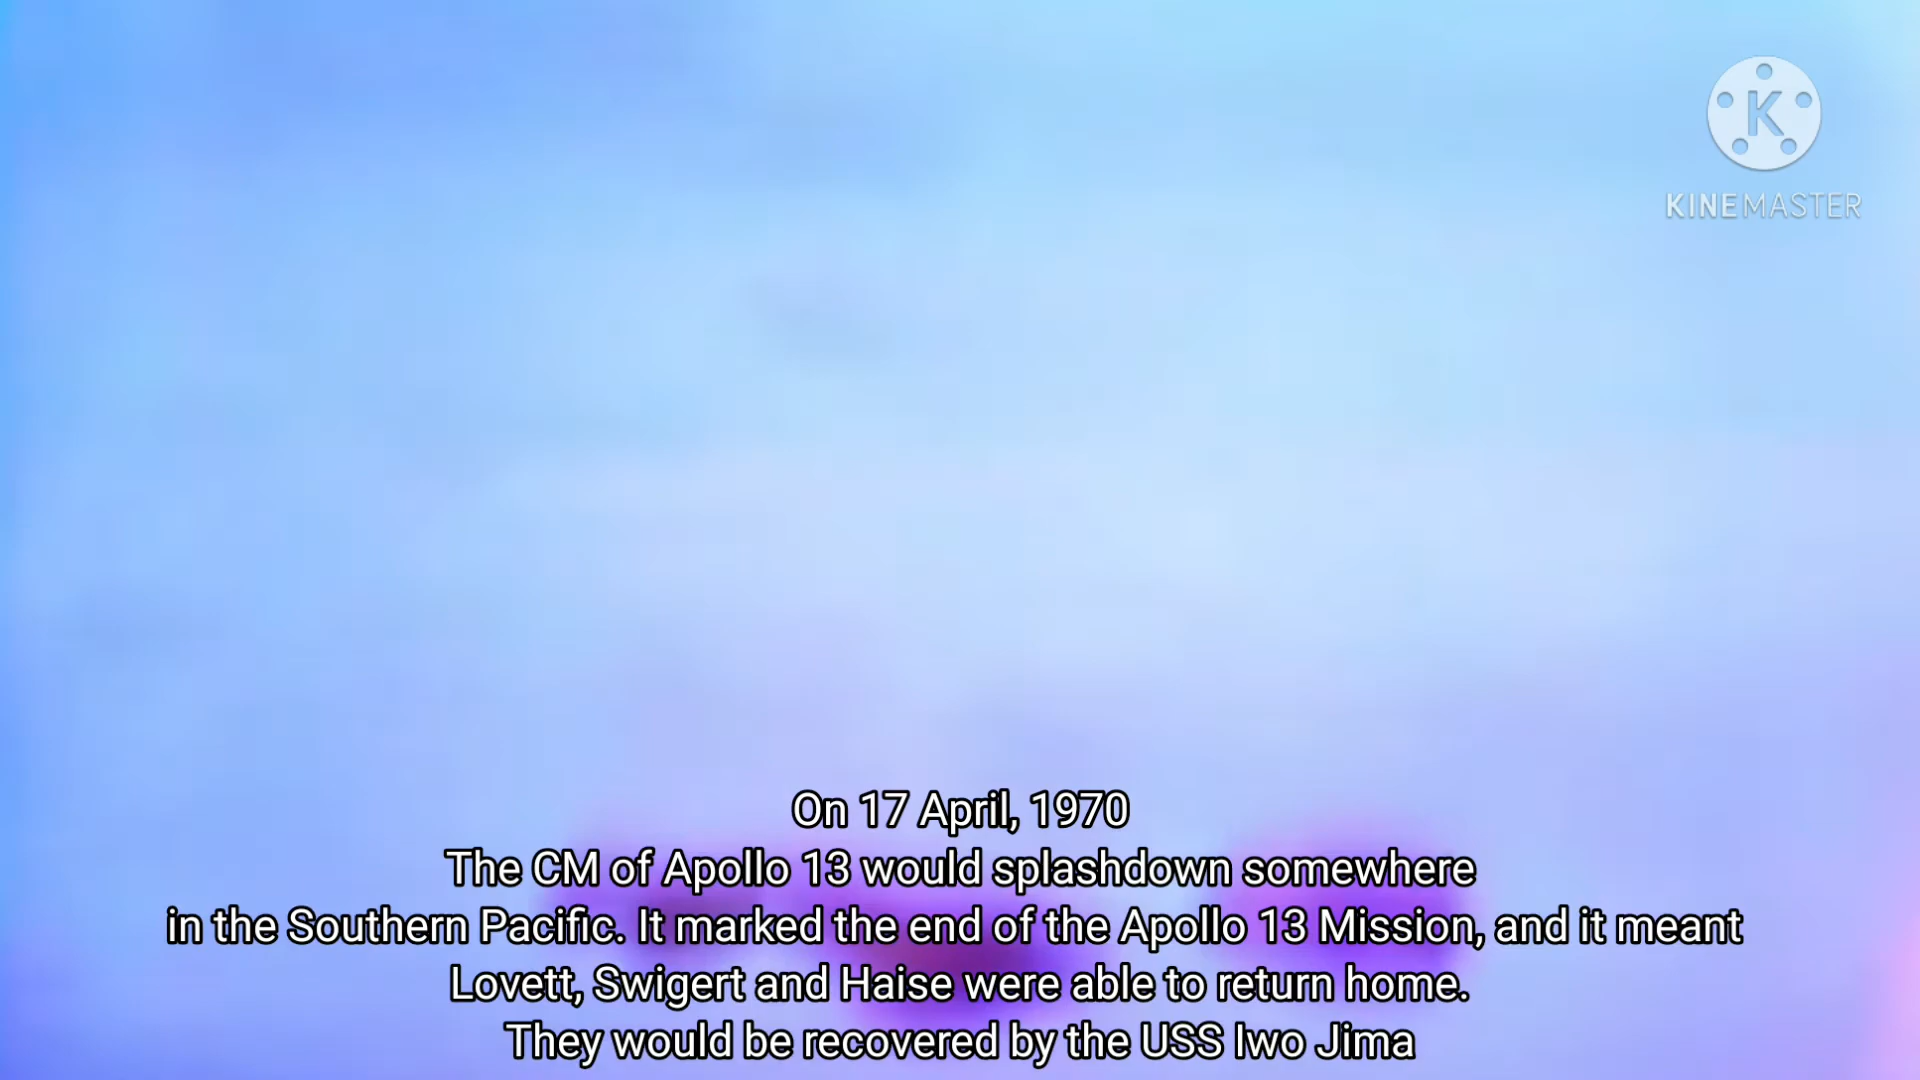 K
KINEMASTER
On 17 April, 1970
The CM of Apollo 13 would splashdown somewhere
in the Southern Pacific. It marked the end of the Apollo 13 Mission, and it meant
Lovett, Swigert and Haise were able to return home.
They would be recovered by the USS Iwo Jima